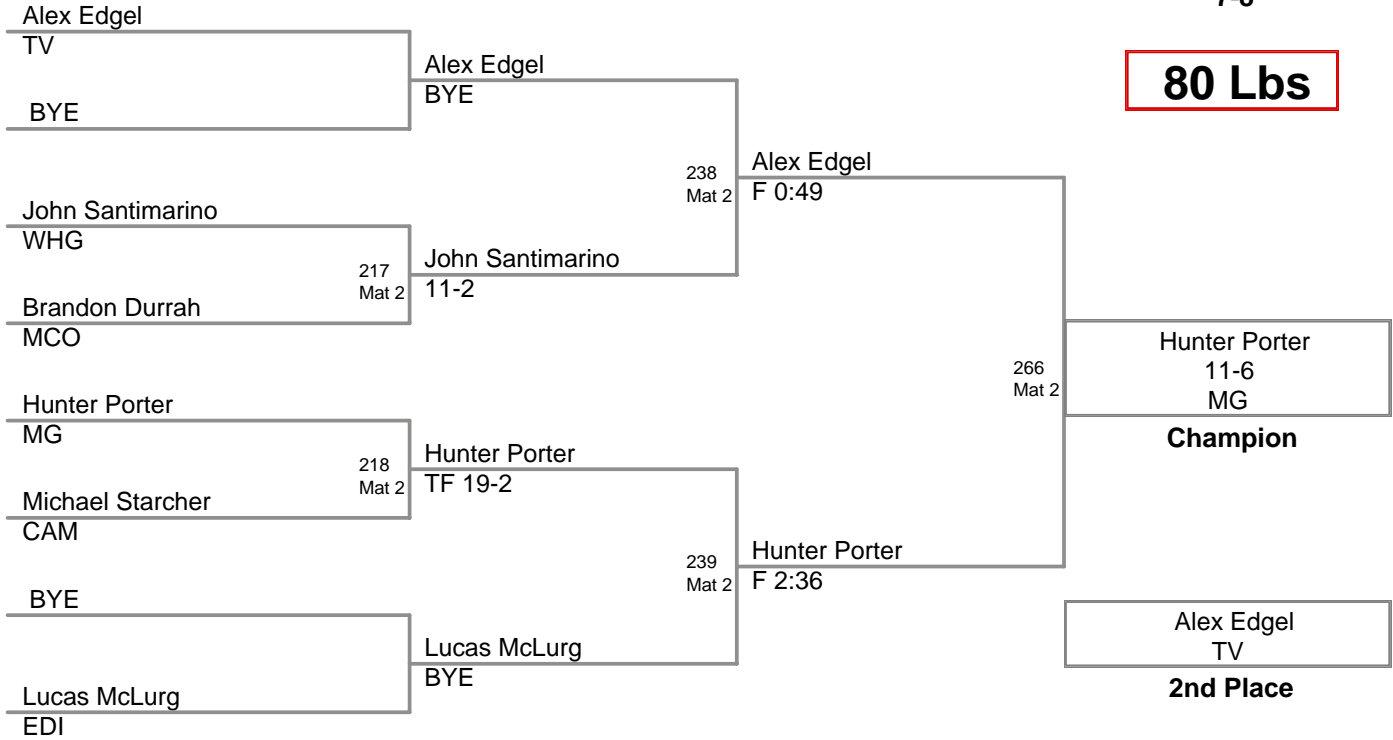 7-8
80 Lbs
Alex Edgel
TV
BYE
John Santimarino
WHG
Brandon Durrah
MCO
Hunter Porter
MG
Michael Starcher
CAM
BYE
Lucas McLurg
EDI
Alex Edgel
BYE
217
Mat 2
John Santimarino
11-2
218
Mat 2
Hunter Porter
TF 19-2
Lucas McLurg
BYE
238
Mat 2
Alex Edgel
F 0:49
239
Mat 2
Hunter Porter
F 2:36
266
Mat 2
Hunter Porter
11-6
MG
Champion
Alex Edgel
TV
2nd Place